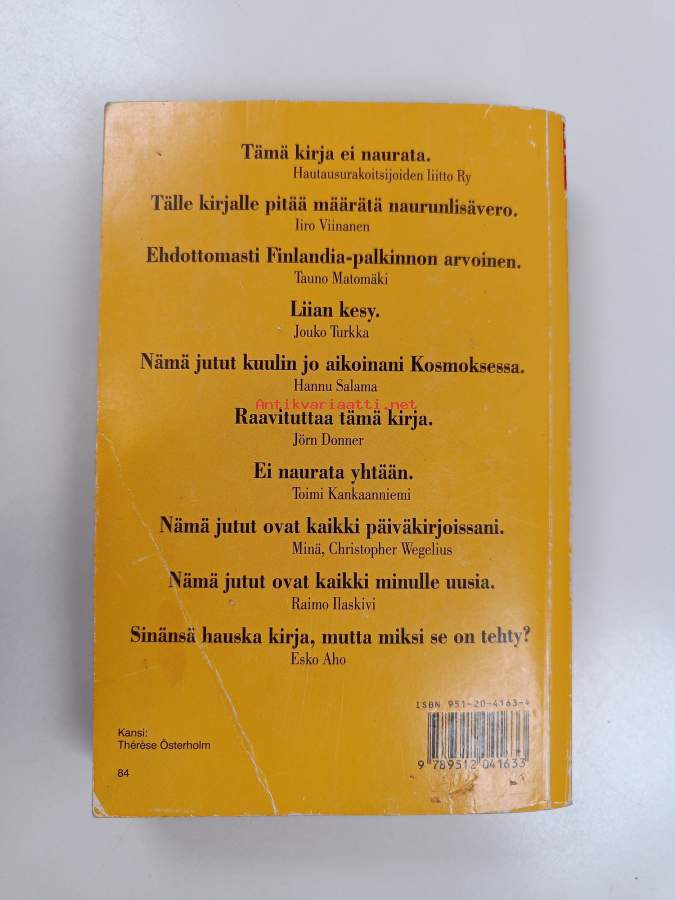 Tämä kirja ei naurata.
Hautausurakoitsijoiden liitto Ry
Tälle kirjalle pitää määrätä naurunlisävero.
Iiro Viinanen
Ehdottomasti Finlandia-palkinnon arvoinen.
Tauno Matomäki
Liian kesy.
Jouko Turkka
Nämä jutut kuulin jo aikoinani Kosmoksessa.
Hannu Salama
Antikvariaatti.net
Raavituttaa tämä kirja.
Jörn Donner
Ei naurata yhtään.
Toimi Kankaanniemi
Nämä jutut ovat kaikki päiväkirjoissani.
Minä, Christopher Wegelius
Nämä jutut ovat kaikki minulle uusia.
Raimo Ilaskivi
Sinänsä hauska kirja, mutta miksi se on tehty?
Esko Aho
ISBN 951-20-4163-4
Kansi:
Thérèse Österholm
9 789512 041633
84